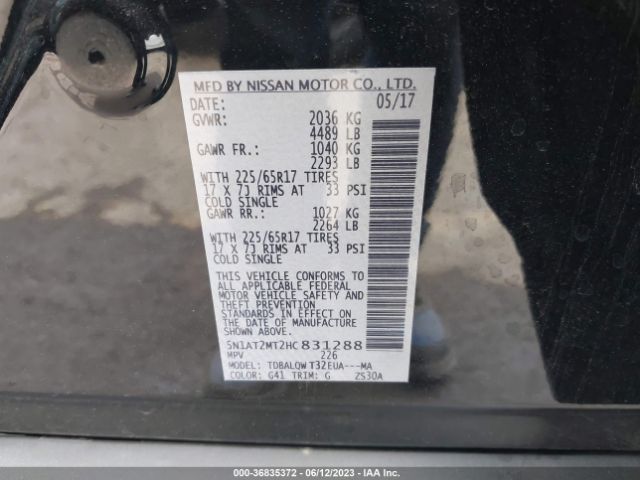 MFD BY NISSAN MOTOR CO., LTD.
DATE: 05/17
GVWR: 2036 KG
4489 LB
GAWR FR.: 1040 KG
2293 LB
WITH 225/65R17 TIRES
17 X 7J RIMS AT 33 PSI
COLD SINGLE
GAWR RR.: 1027 KG
2264 LB
WITH 225/65R17 TIRES
17 X 7J RIMS AT 33 PSI
COLD SINGLE
THIS VEHICLE CONFORMS TO
ALL APPLICABLE FEDERAL
MOTOR VEHICLE SAFETY AND
THEFT PREVENTION
STANDARDS IN EFFECT ON
THE DATE OF MANUFACTURE
SHOWN ABOVE.
5N1AT2MT2HC831288
MPV 226
MODEL: TDBALQW T32EUA---MA
COLOR: G41 TRIM: G ZS30A
000-36835372 - 06/12/2023 - IAA Inc.